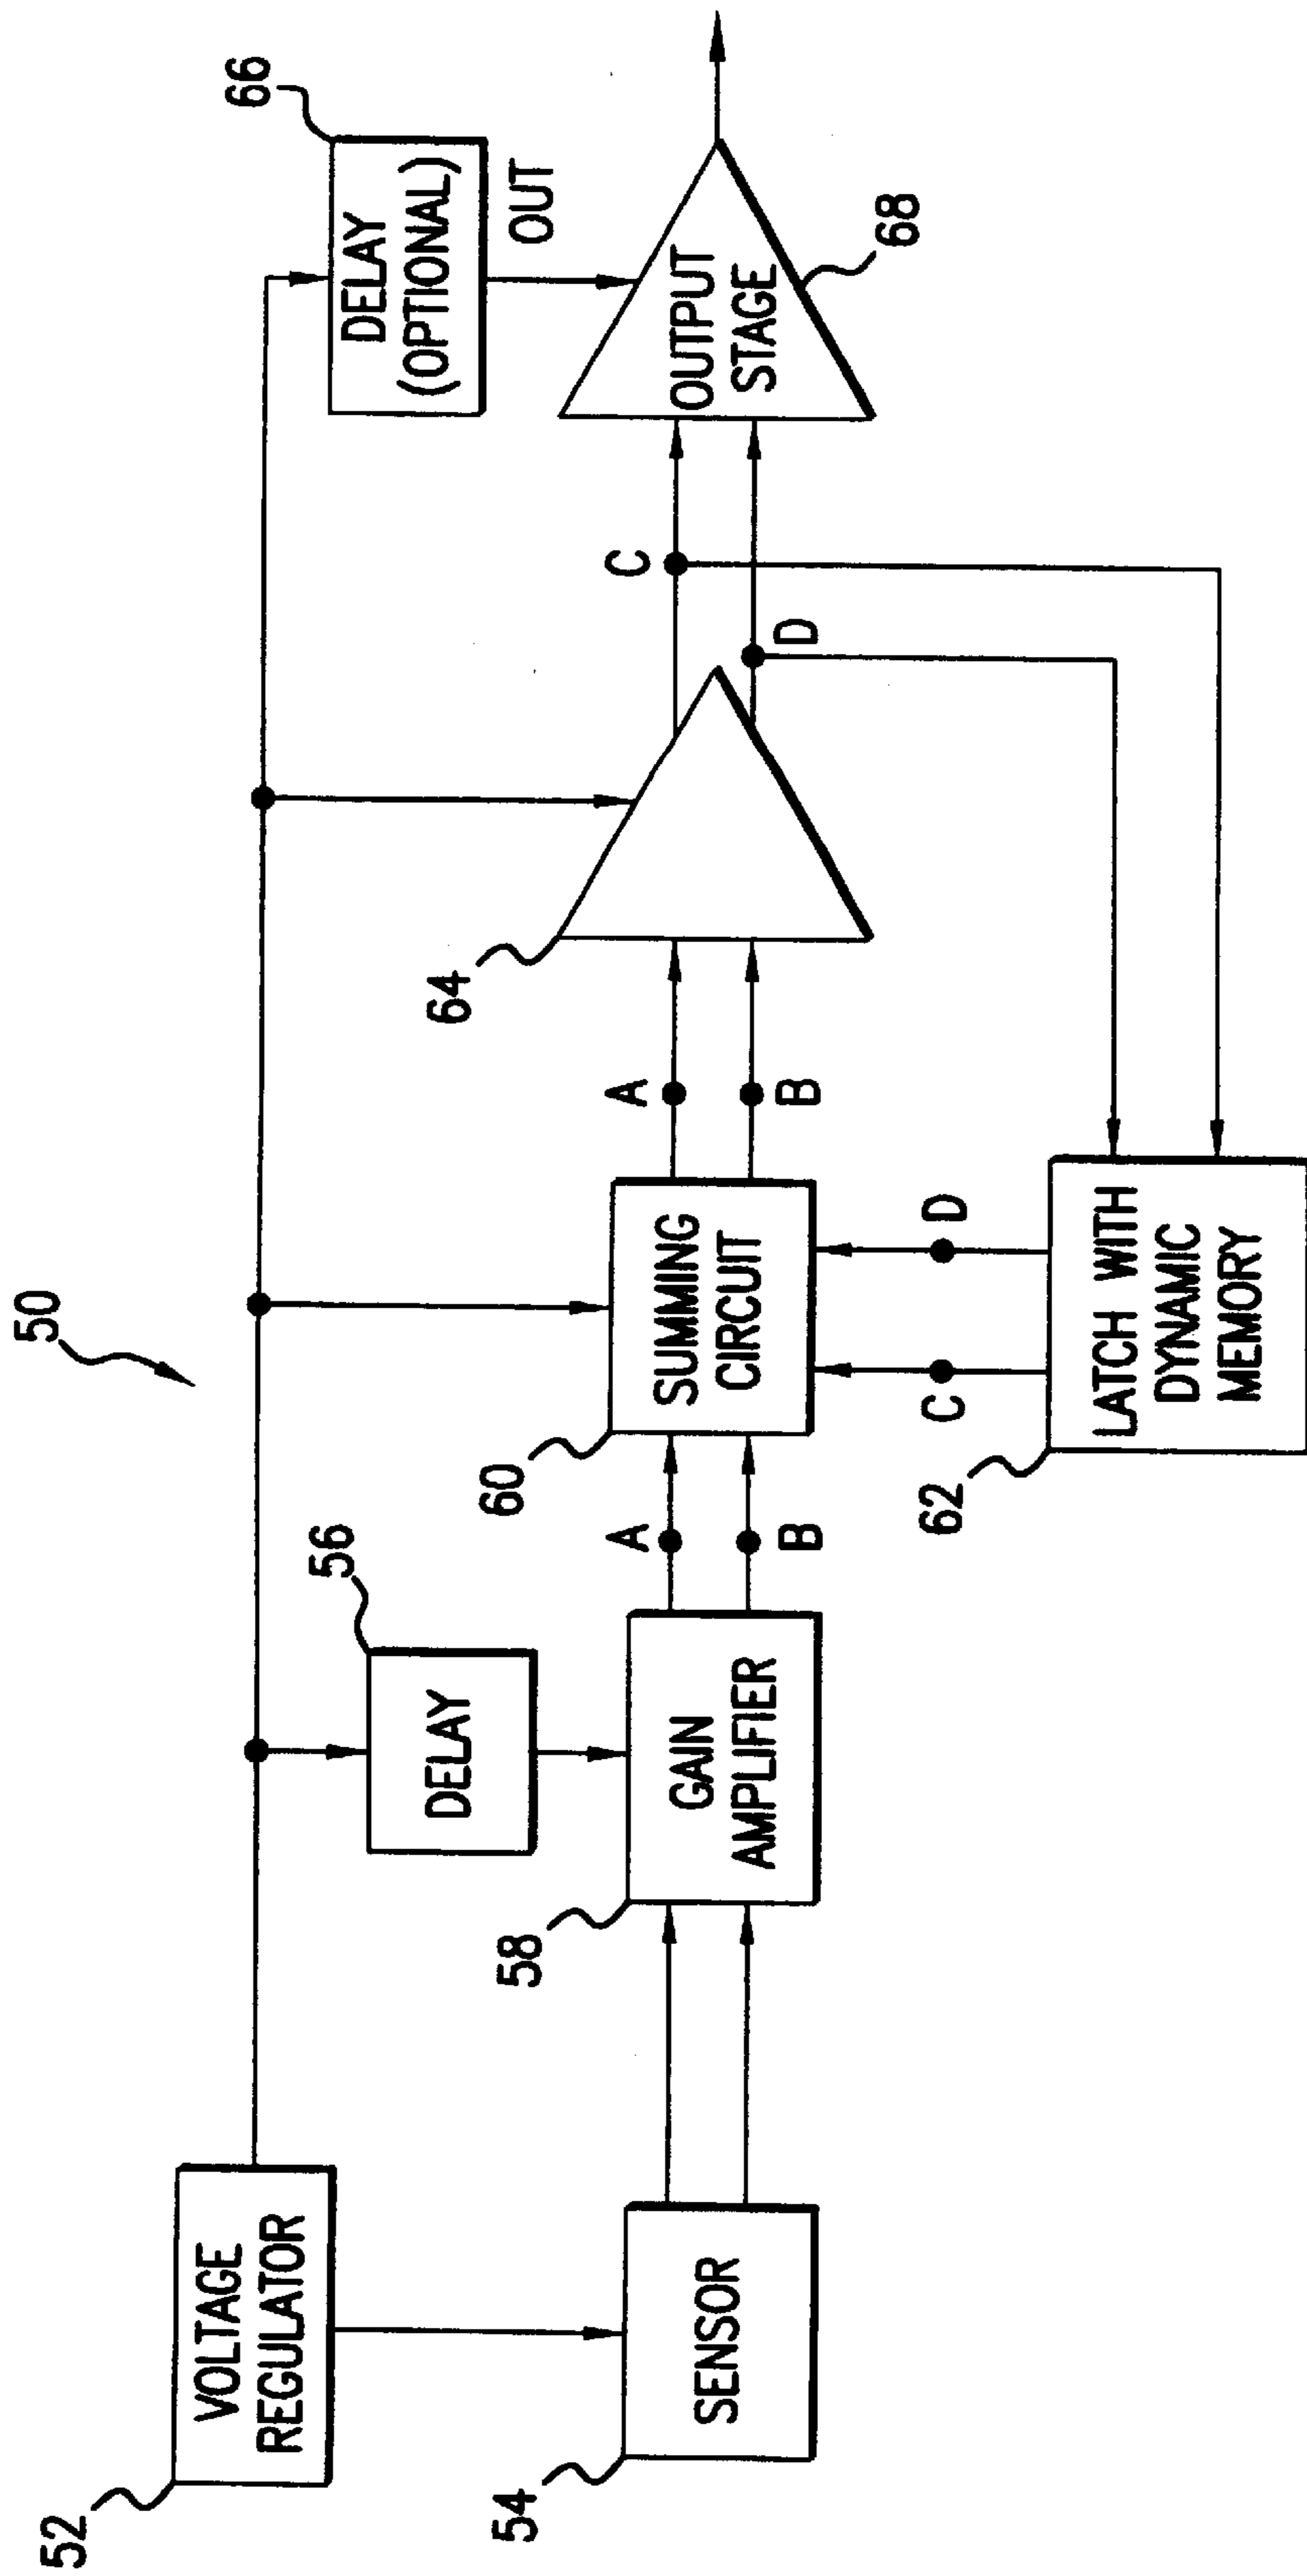 50
52
VOLTAGE
REGULATOR
54
SENSOR
56
DELAY
58
GAIN
AMPLIFIER
A
B
60
SUMMING
CIRCUIT
C
D
62
LATCH WITH
DYNAMIC
MEMORY
A
B
64
C
D
66
DELAY
(OPTIONAL)
OUT
OUTPUT
STAGE
68